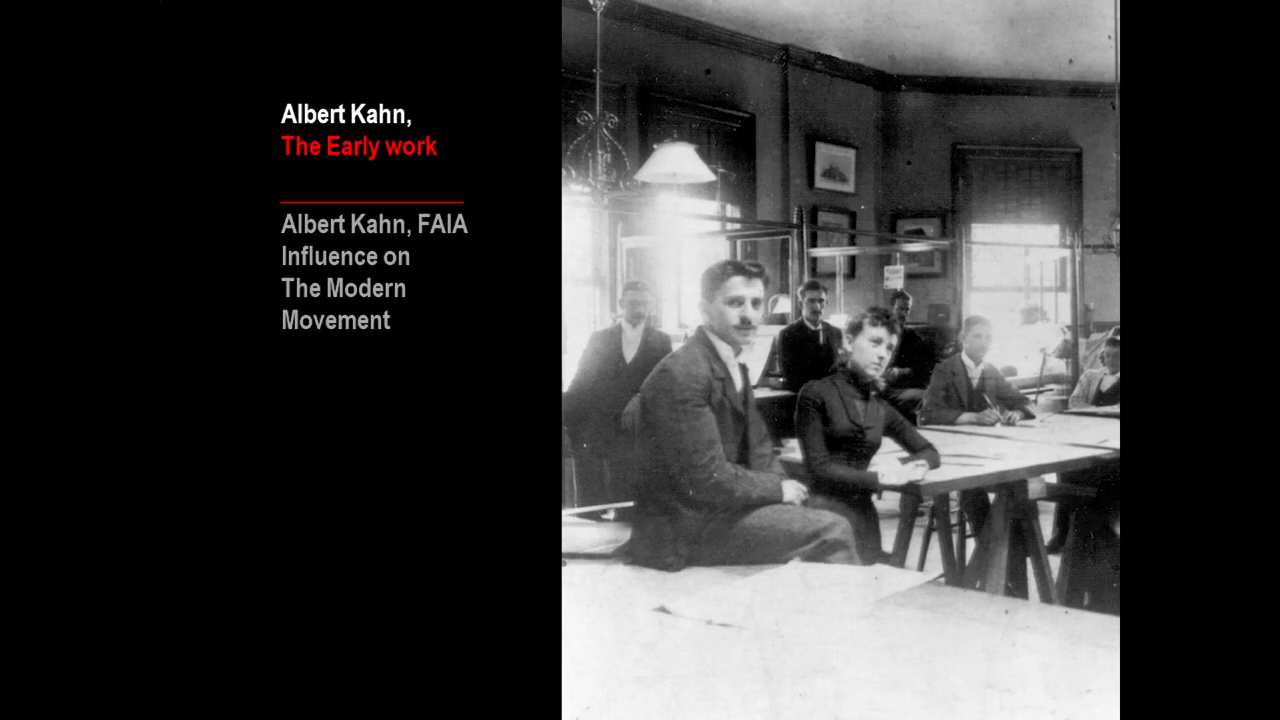 Albert Kahn,
The Early work
Albert Kahn, FAIA
Influence on
The Modern
Movement